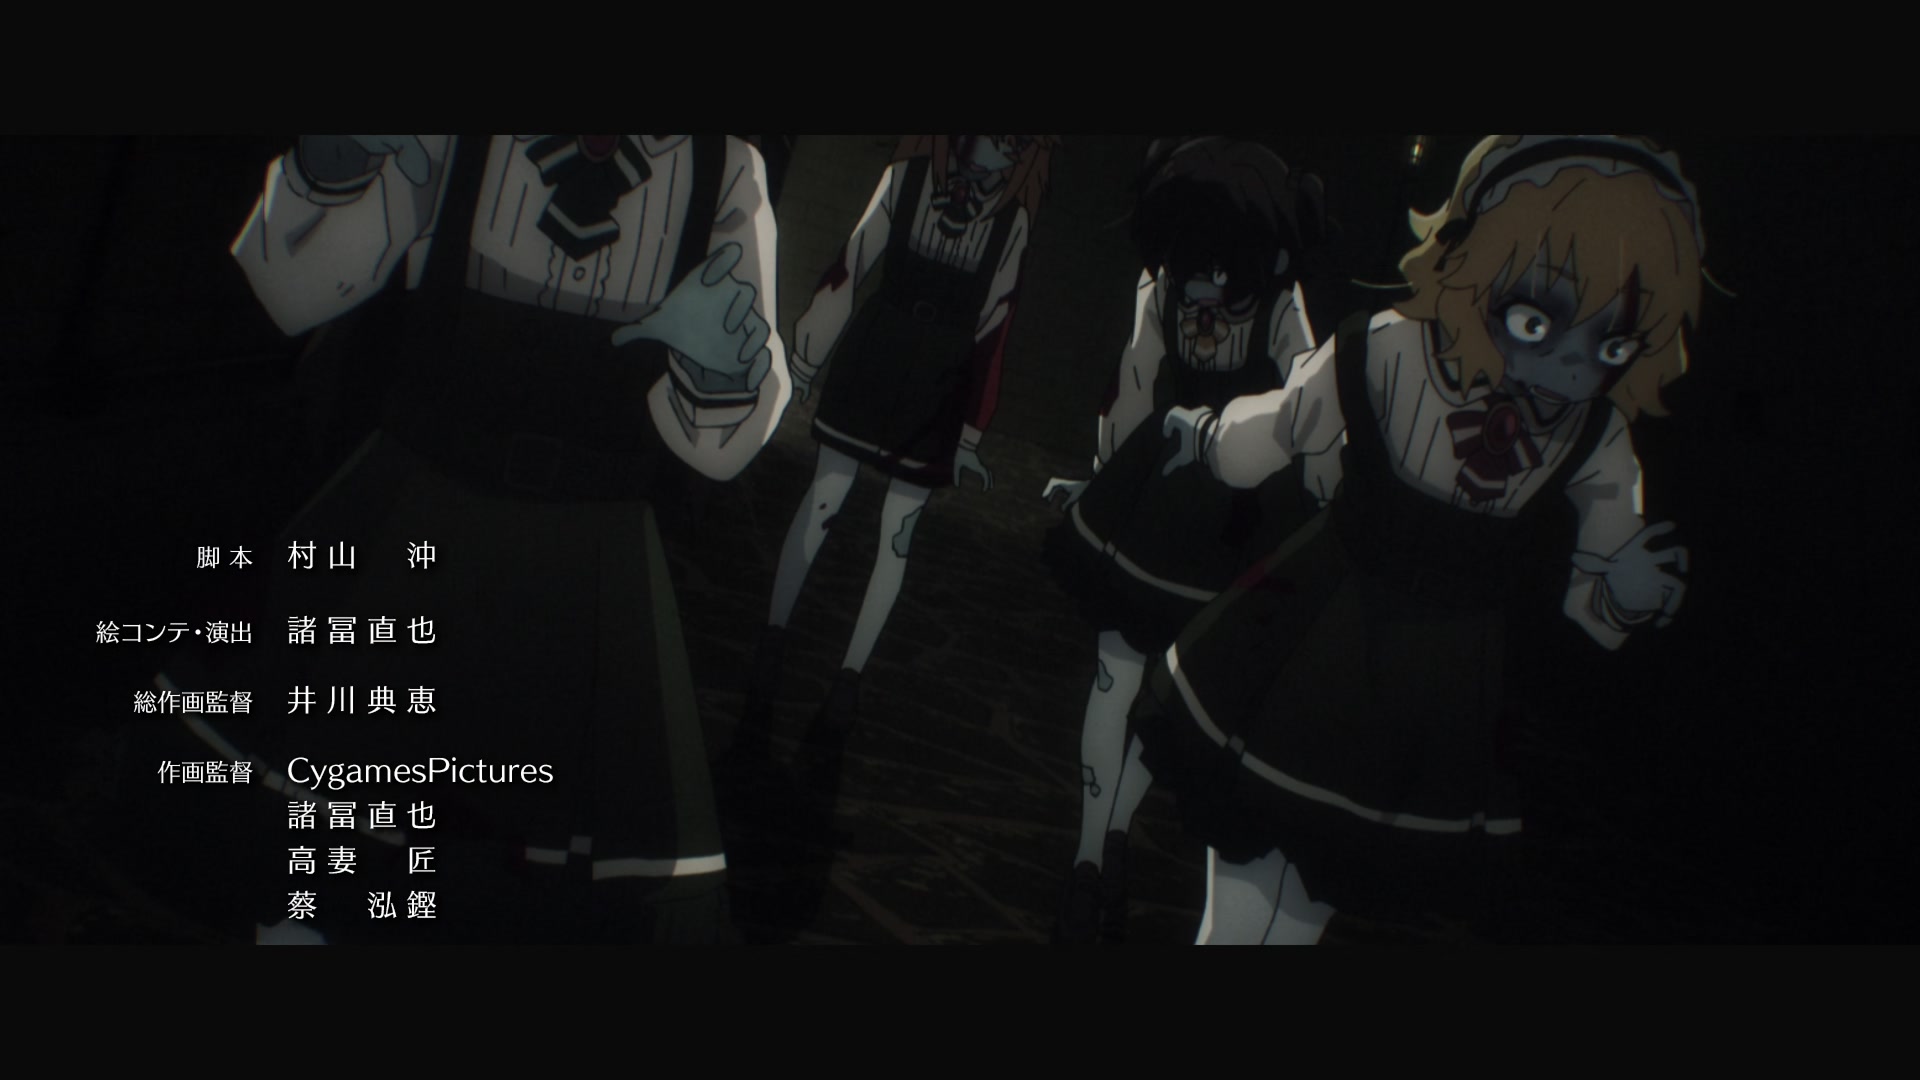 脚本 村山 沖
絵コンテ・演出 諸冨直也
総作画監督 井川典恵
作画監督 CygamesPictures
諸冨直也
高妻 匠
蔡 泓鏗